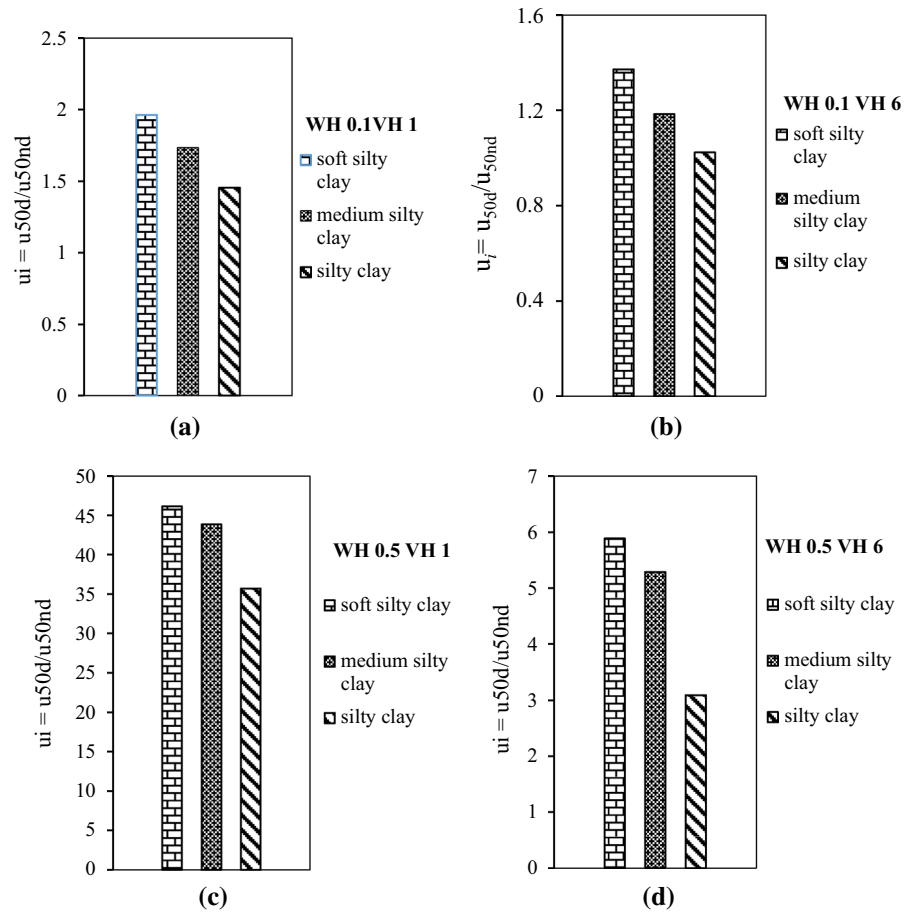 2.5
2
1.5
1
0.5
0
ui = u50d/u50nd
WH 0.1VH 1
soft silty
clay
medium silty
clay
silty clay
(a)
1.6
1.2
0.8
0.4
0
u_i= u_50d/u_50nd
WH 0.1 VH 6
soft silty
clay
medium
silty clay
silty clay
(b)
50
45
40
35
30
25
20
15
10
5
0
ui = u50d/u50nd
WH 0.5 VH 1
soft silty clay
medium silty
clay
silty clay
(c)
7
6
5
4
3
2
1
0
ui = u50d/u50nd
WH 0.5 VH 6
soft silty clay
medium silty
clay
silty clay
(d)